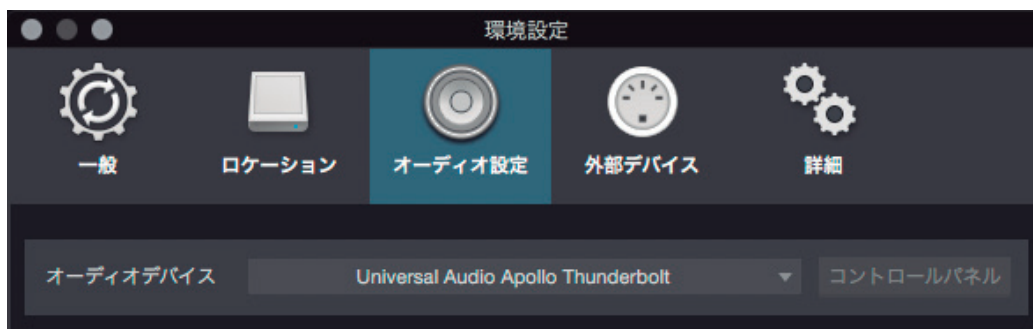 環境設定
一般 ロケーション オーディオ設定 外部デバイス 詳細
オーディオデバイス Universal Audio Apollo Thunderbolt コントロールパネル